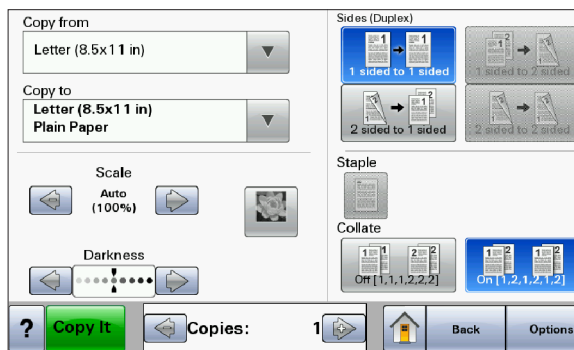 Copy from
Letter (8.5x11 in)
Copy to
Letter (8.5x11 in)
Plain Paper
Scale
Auto
(100%)
Darkness
Sides (Duplex)
1 sided to 1 sided
1 sided to 2 sided
2 sided to 1 sided
2 sided to 2 sided
Staple
Collate
Off [1,1,1,2,2,2]
On [1,2,1,2,1,2]
? Copy It Copies: 1 Back Options